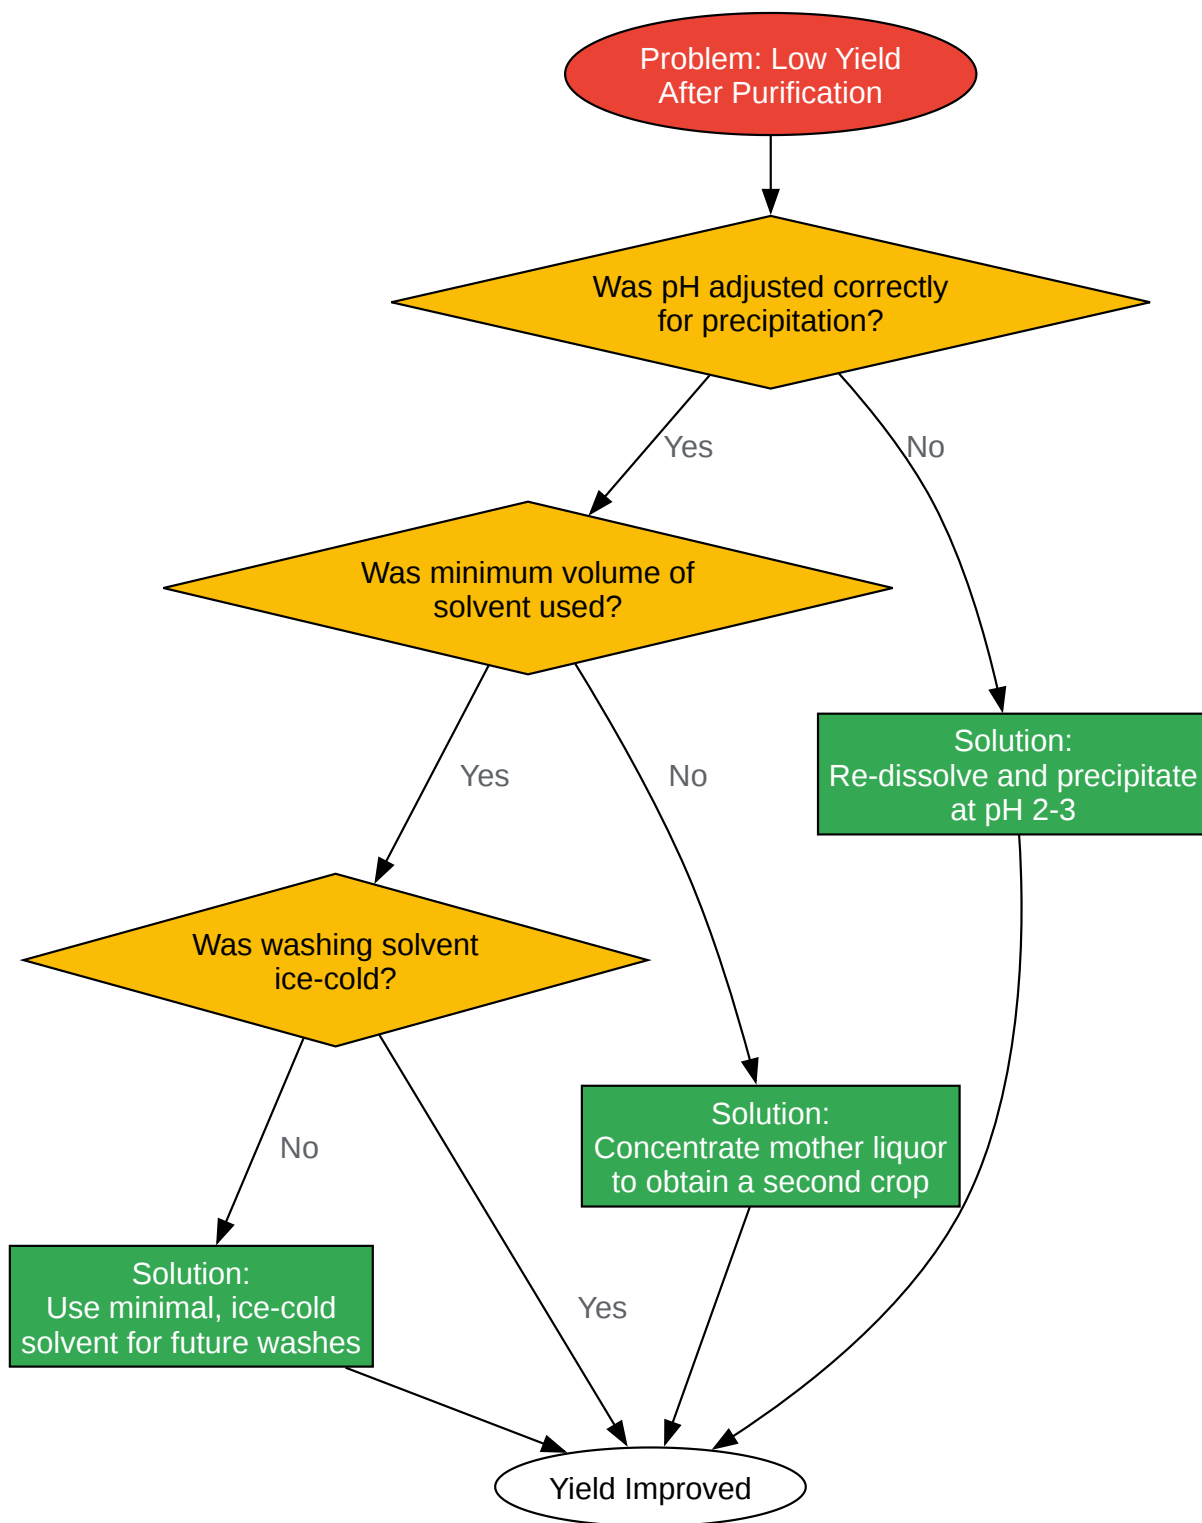 Problem: Low Yield
After Purification
Was pH adjusted correctly
for precipitation?
Yes
No
Was minimum volume of
solvent used?
Solution:
Re-dissolve and precipitate
at pH 2-3
Yes
No
Was washing solvent
ice-cold?
Solution:
Concentrate mother liquor
to obtain a second crop
No
Solution:
Use minimal, ice-cold
solvent for future washes
Yes
Yield Improved